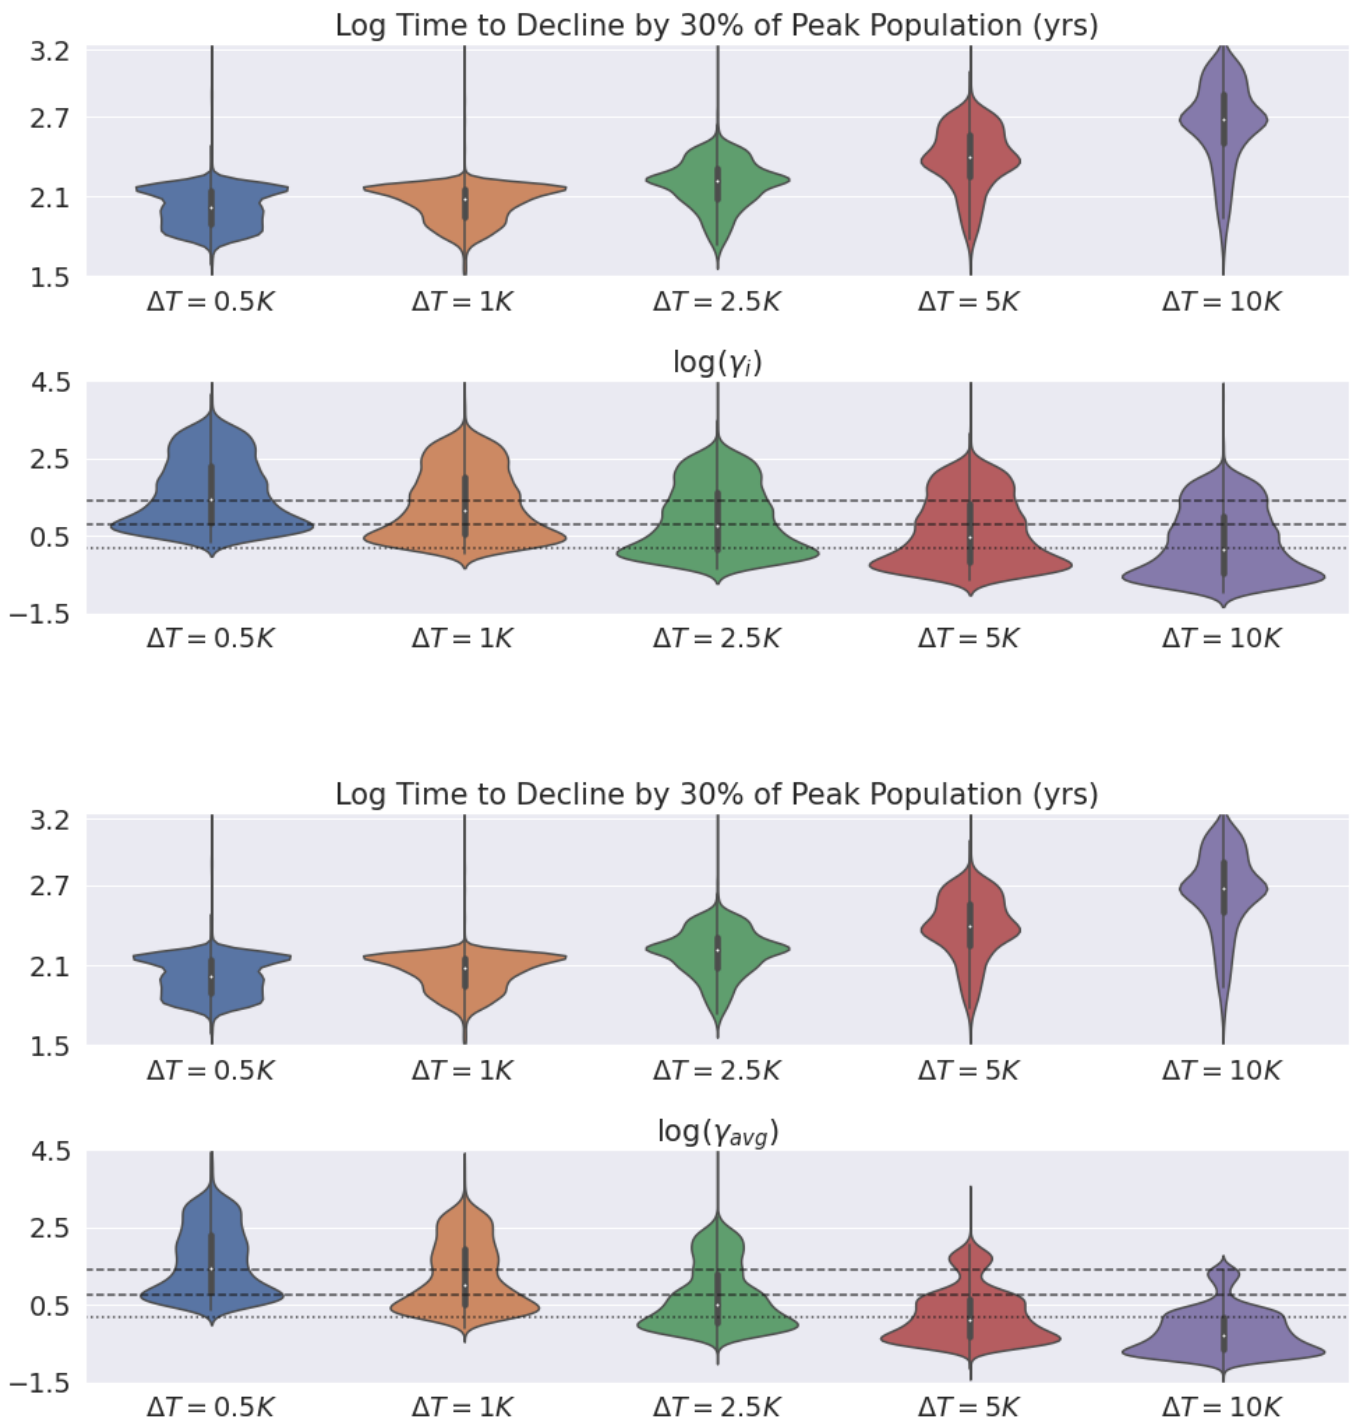 Log Time to Decline by 30% of Peak Population (yrs)
3.2
2.7
2.1
1.5
ΔT = 0.5K ΔT = 1K ΔT = 2.5K ΔT = 5K ΔT = 10K
log(γᵢ)
4.5
2.5
0.5
−1.5
ΔT = 0.5K ΔT = 1K ΔT = 2.5K ΔT = 5K ΔT = 10K
Log Time to Decline by 30% of Peak Population (yrs)
3.2
2.7
2.1
1.5
ΔT = 0.5K ΔT = 1K ΔT = 2.5K ΔT = 5K ΔT = 10K
log(γ_avg)
4.5
2.5
0.5
−1.5
ΔT = 0.5K ΔT = 1K ΔT = 2.5K ΔT = 5K ΔT = 10K